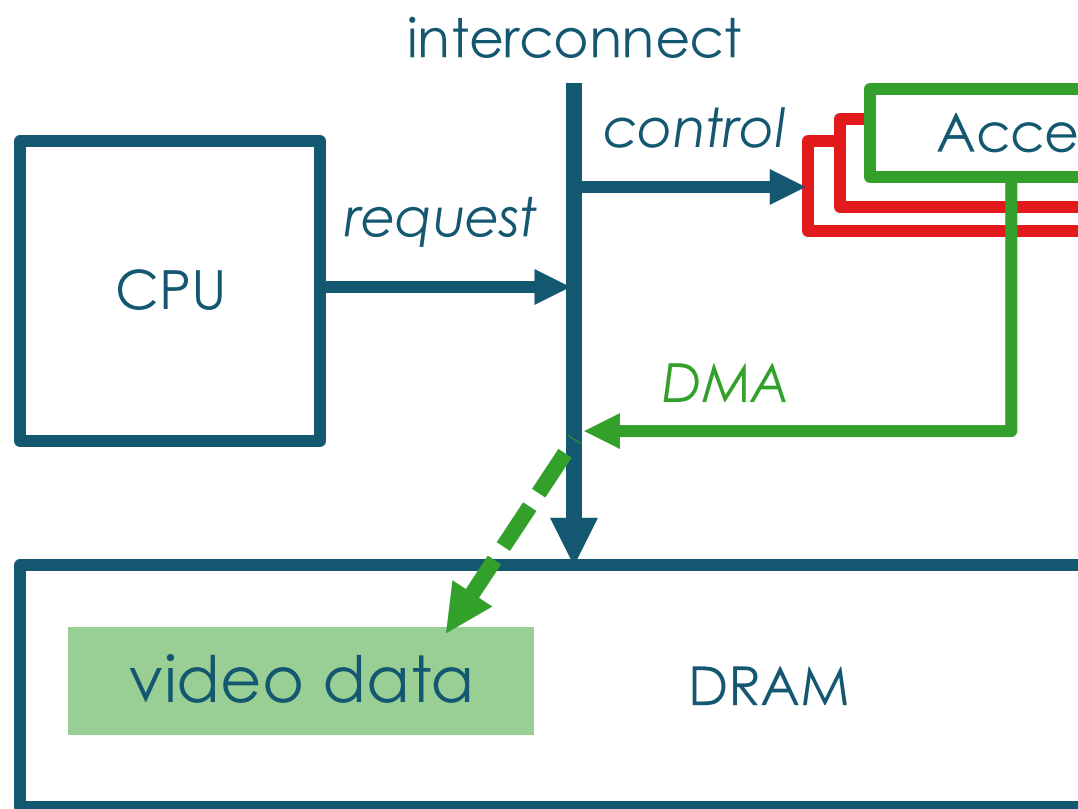 interconnect
control
Acce
request
CPU
DMA
video data
DRAM